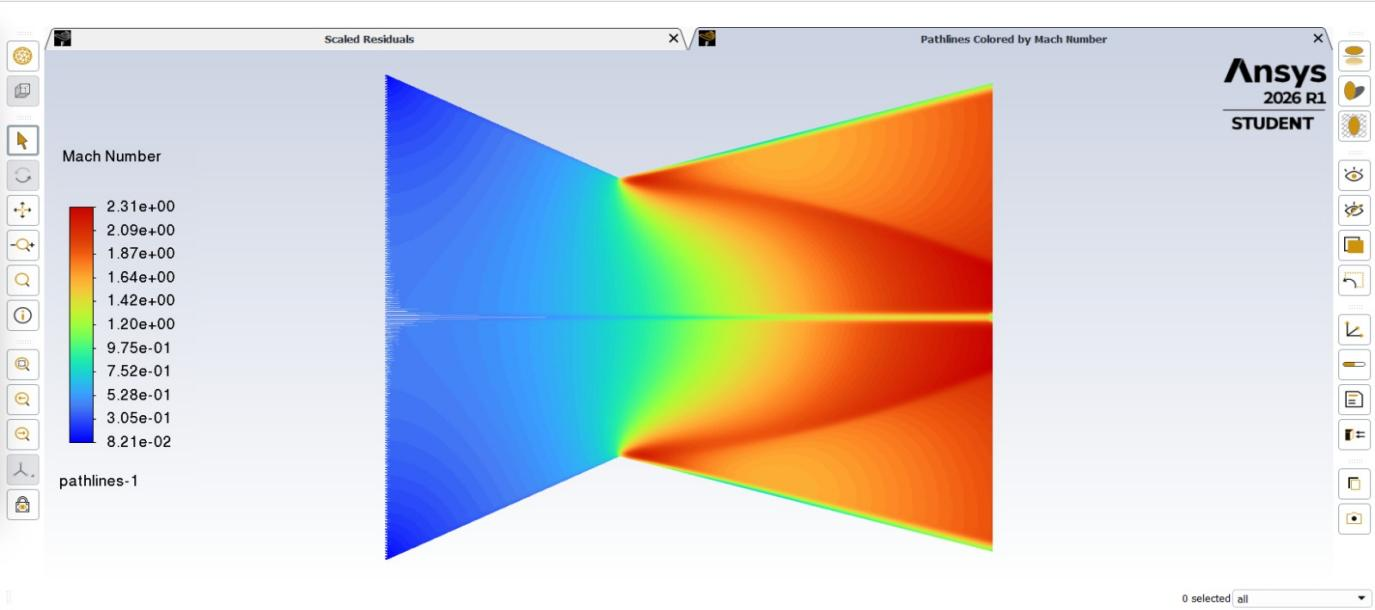 Scaled Residuals
Pathlines Colored by Mach Number
Ansys
2026 R1
STUDENT
Mach Number
2.31e+00
2.09e+00
1.87e+00
1.64e+00
1.42e+00
1.20e+00
9.75e-01
7.52e-01
5.28e-01
3.05e-01
8.21e-02
pathlines-1
0 selected all